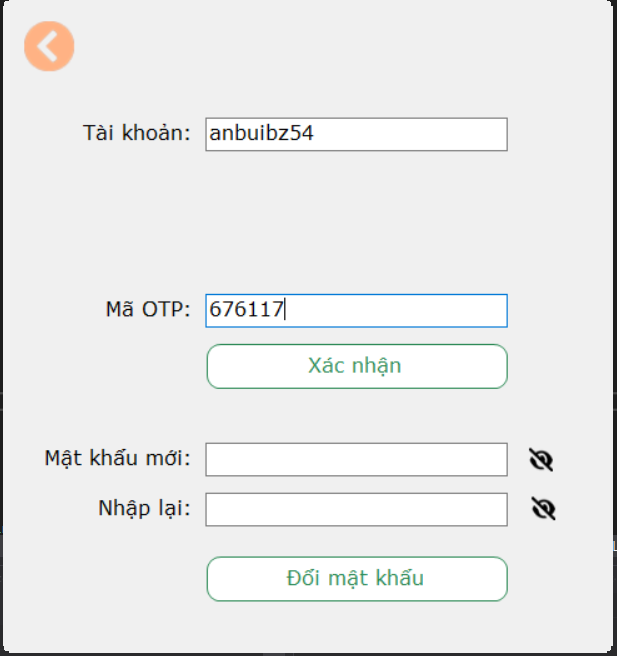 Tài khoản: anbuibz54
Mã OTP: 676117
Xác nhận
Mật khẩu mới:
Nhập lại:
Đổi mật khẩu